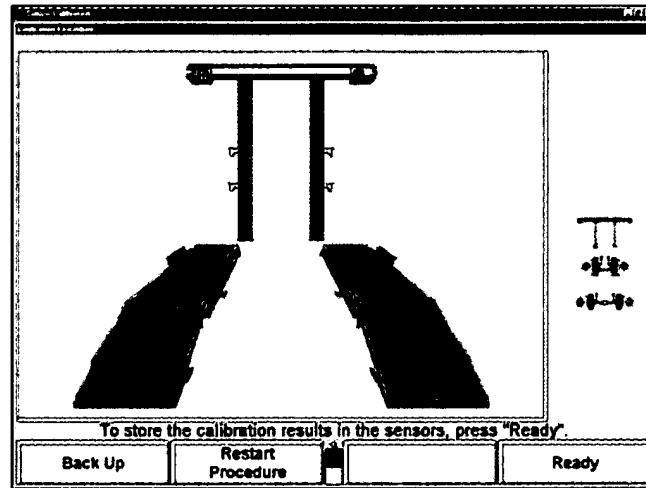 To store the calibration results in the sensors, press "Ready".
Back Up
Restart
Procedure
Ready